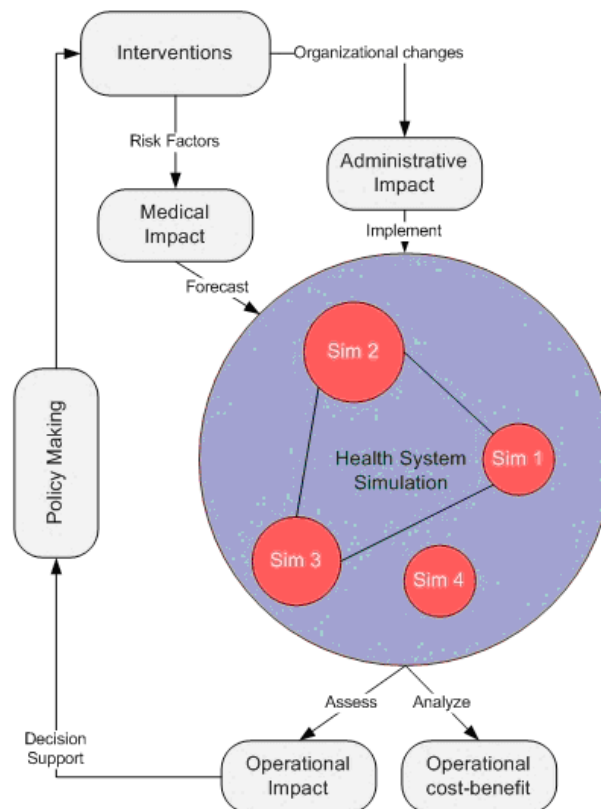 Interventions
Organizational changes
Risk Factors
Administrative
Impact
Medical
Impact
Implement
Forecast
Sim 2
Health System
Simulation
Sim 1
Sim 3
Sim 4
Policy Making
Assess
Analyze
Decision
Support
Operational
Impact
Operational
cost-benefit